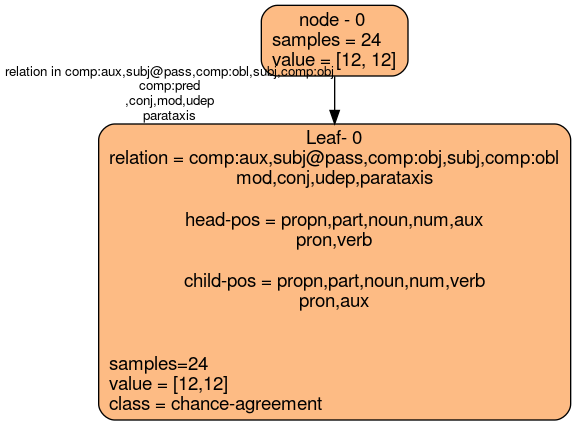 node - 0
samples = 24
value = [12, 12]
relation in comp:aux,subj@pass,comp:obl,subj,comp:obj
comp:pred
,conj,mod,udep
parataxis
Leaf- 0
relation = comp:aux,subj@pass,comp:obj,subj,comp:obl
mod,conj,udep,parataxis
head-pos = propn,part,noun,num,aux
pron,verb
child-pos = propn,part,noun,num,verb
pron,aux
samples=24
value = [12,12]
class = chance-agreement